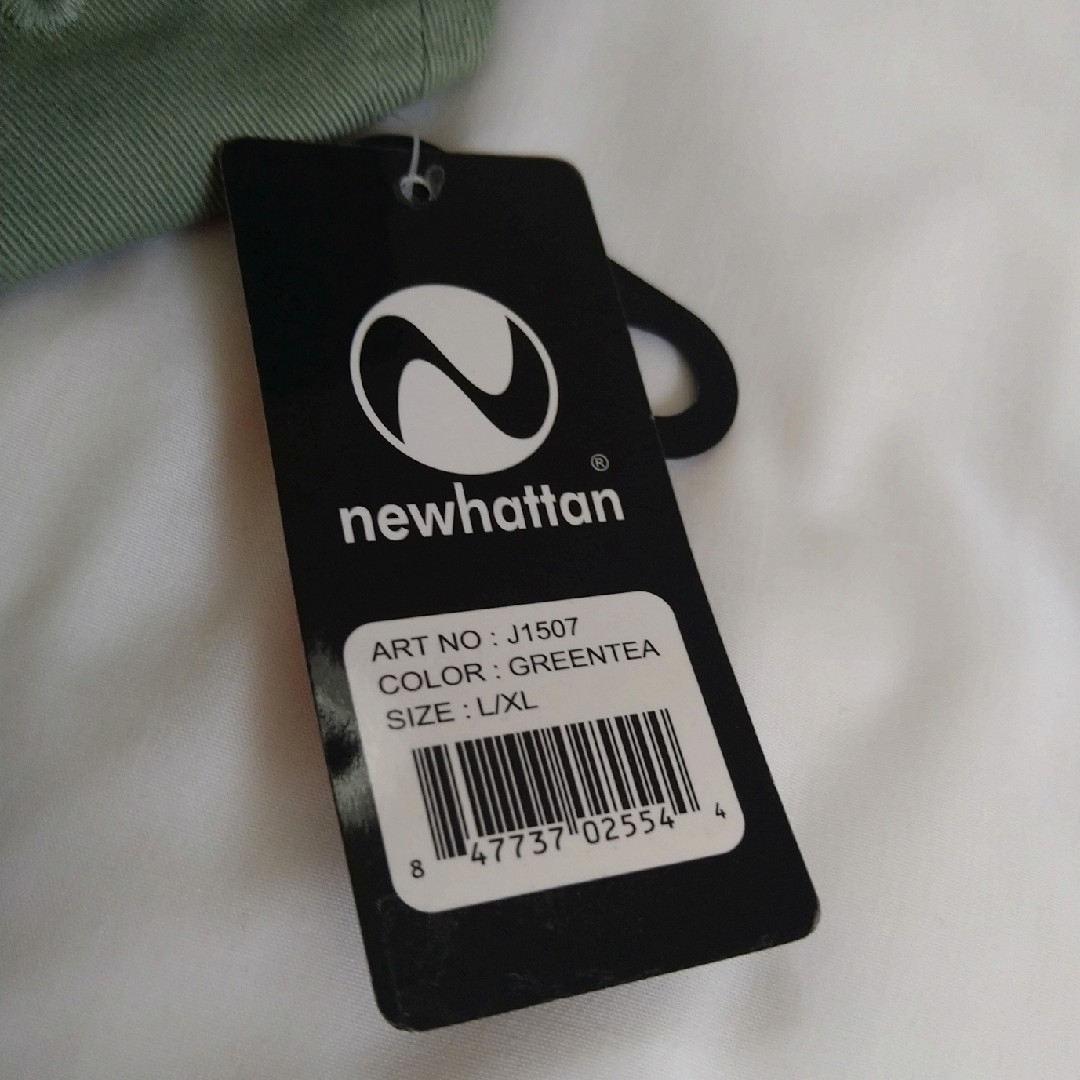 ®
newhattan
ART NO : J1507
COLOR : GREENTEA
SIZE : L/XL
8 47737 02554 4